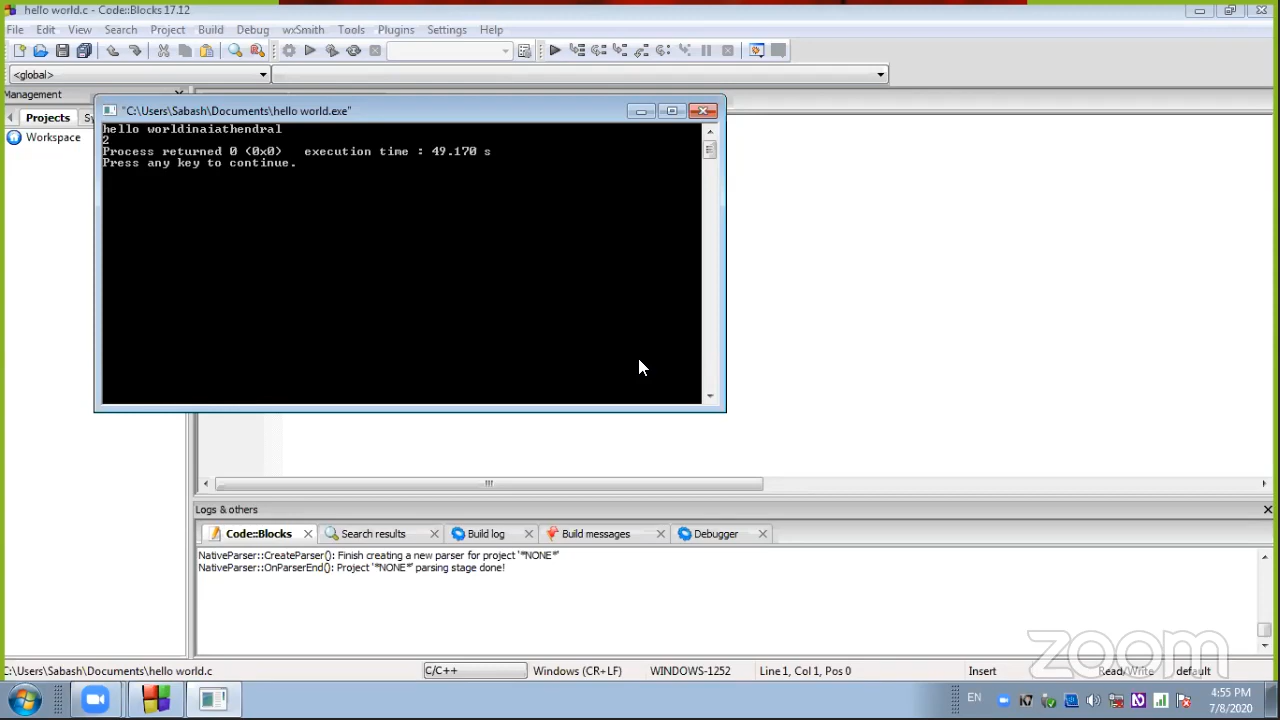 hello world.c - Code::Blocks 17.12
File Edit View Search Project Build Debug wxSmith Tools Plugins Settings Help
<global>
Management
"C:\Users\Sabash\Documents\hello world.exe"
Projects Sy
Workspace
hello worldinaiathendral
2
Process returned 0 (0x0) execution time : 49.170 s
Press any key to continue.
Logs & others
Code::Blocks Search results Build log Build messages Debugger
NativeParser::CreateParser(): Finish creating a new parser for project '*NONE*'
NativeParser::OnParserEnd(): Project '*NONE*' parsing stage done!
zoom
C:\Users\Sabash\Documents\hello world.c C/C++ Windows (CR+LF) WINDOWS-1252 Line 1, Col 1, Pos 0 Insert Read/Write default
EN 4:55 PM
7/8/2020